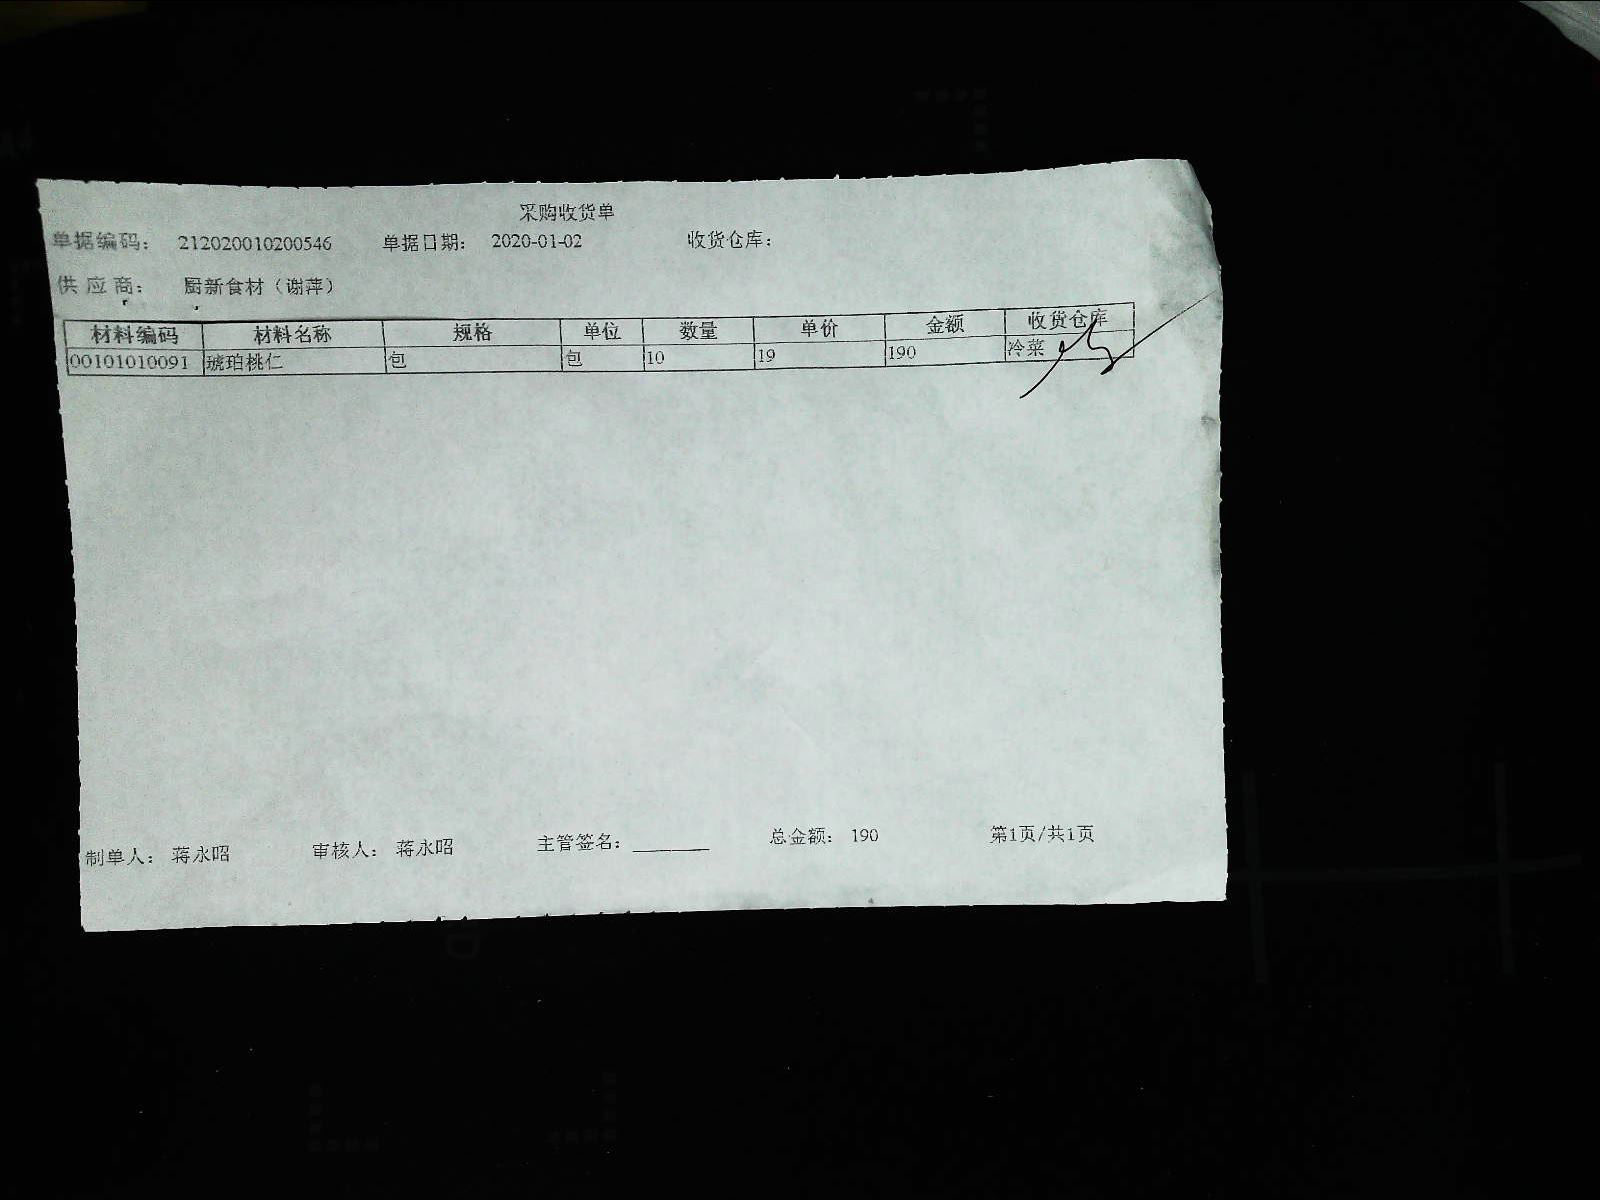 采购收货单
单据编码： 212020010200546 单据日期： 2020-01-02 收货仓库：
供应商： 厨新食材（谢萍）
材料编码 材料名称 规格 单位 数量 单价 金额 收货仓库
00101010091 琥珀桃仁 包 包 10 19 190 冷菜
制单人： 蒋永昭 审核人： 蒋永昭 主管签名：________ 总金额： 190 第1页/共1页